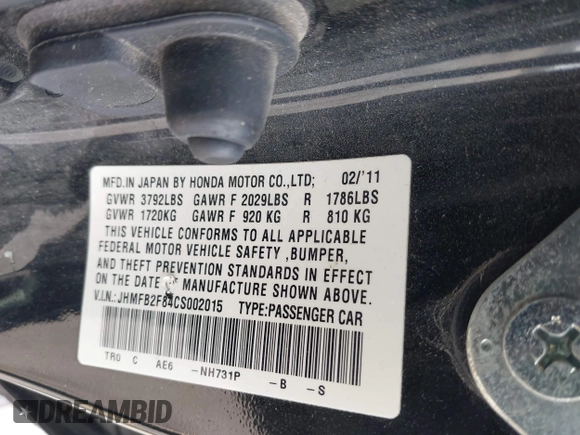 MFD.IN JAPAN BY HONDA MOTOR CO.,LTD; 02/'11
GVWR 3792LBS GAWR F 2029LBS R 1786LBS
GVWR 1720KG GAWR F 920 KG R 810 KG
THIS VEHICLE CONFORMS TO ALL APPLICABLE
FEDERAL MOTOR VEHICLE SAFETY ,BUMPER,
AND THEFT PREVENTION STANDARDS IN EFFECT
ON THE DATE MANUFACTURE SHOWN ABOVE.
V.I.N.:JHMFB2F64CS002015 TYPE:PASSENGER CAR
TR0 C AE6 -NH731P -B -S
DREAMBID